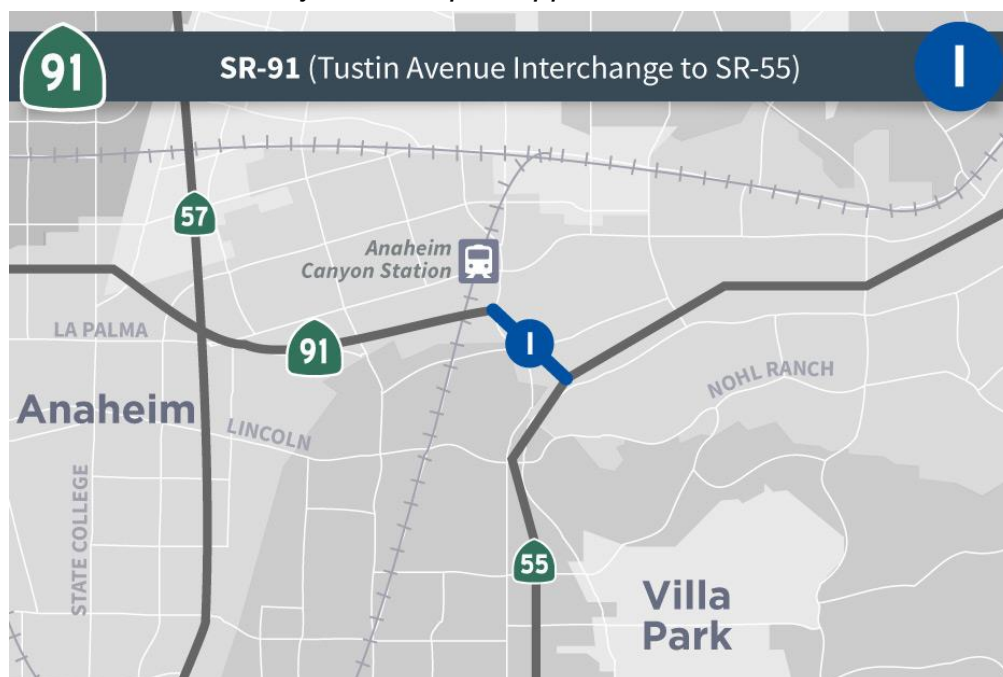 91
SR-91 (Tustin Avenue Interchange to SR-55)
I
57
Anaheim
Canyon Station
LA PALMA
91
I
NOHL RANCH
Anaheim
LINCOLN
STATE COLLEGE
55
Villa
Park